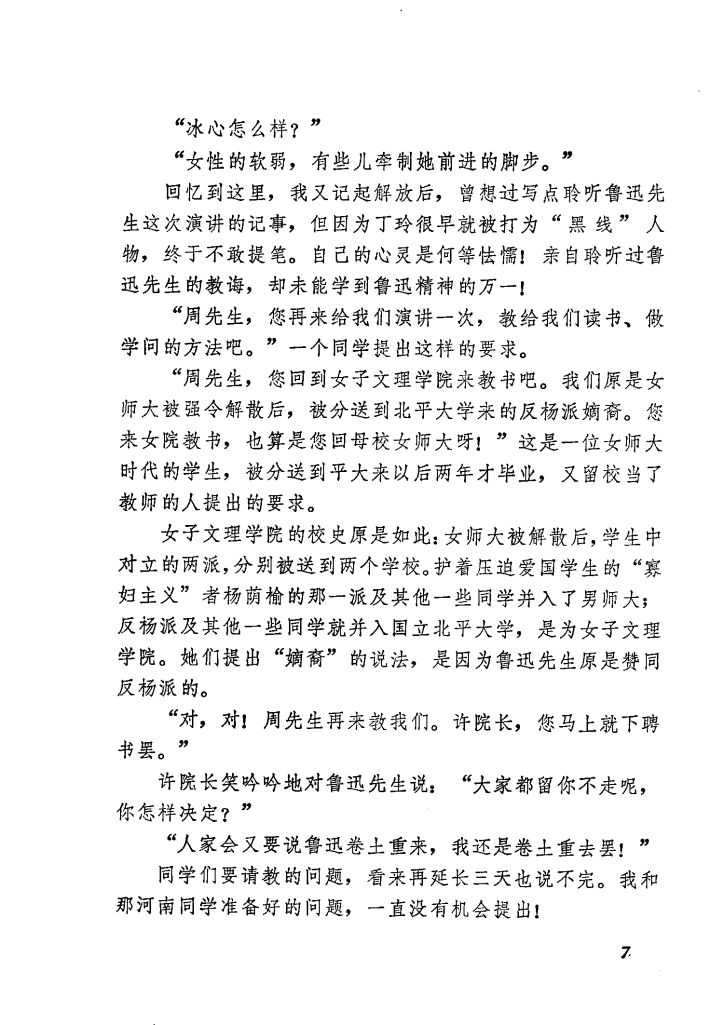 “冰心怎么样？”
“女性的软弱，有些儿牵制她前进的脚步。”
回忆到这里，我又记起解放后，曾想过写点聆听鲁迅先
生这次演讲的记事，但因为丁玲很早就被打为“黑线”人
物，终于不敢提笔。自己的心灵是何等怯懦！亲自聆听过鲁
迅先生的教诲，却未能学到鲁迅精神的万一！
“周先生，您再来给我们演讲一次，教给我们读书、做
学问的方法吧。”一个同学提出这样的要求。
“周先生，您回到女子文理学院来教书吧。我们原是女
师大被强令解散后，被分送到北平大学来的反杨派嫡裔。您
来女院教书，也算是您回母校女师大呀！”这是一位女师大
时代的学生，被分送到平大来以后两年才毕业，又留校当了
教师的人提出的要求。
女子文理学院的校史原是如此：女师大被解散后，学生中
对立的两派，分别被送到两个学校。护着压迫爱国学生的“寡
妇主义”者杨荫榆的那一派及其他一些同学并入了男师大；
反杨派及其他一些同学就并入国立北平大学，是为女子文理
学院。她们提出“嫡裔”的说法，是因为鲁迅先生原是赞同
反杨派的。
“对，对！周先生再来教我们。许院长，您马上就下聘
书罢。”
许院长笑吟吟地对鲁迅先生说：“大家都留你不走呢，
你怎样决定？”
“人家会又要说鲁迅卷土重来，我还是卷土重去罢！”
同学们要请教的问题，看来再延长三天也说不完。我和
那河南同学准备好的问题，一直没有机会提出！
7